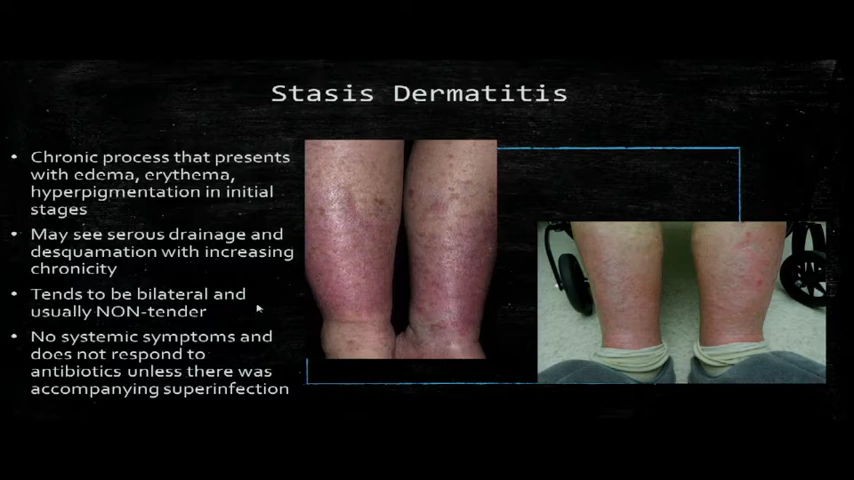 Stasis Dermatitis
• Chronic process that presents
with edema, erythema,
hyperpigmentation in initial
stages
• May see serous drainage and
desquamation with increasing
chronicity
• Tends to be bilateral and
usually NON-tender
• No systemic symptoms and
does not respond to
antibiotics unless there was
accompanying superinfection